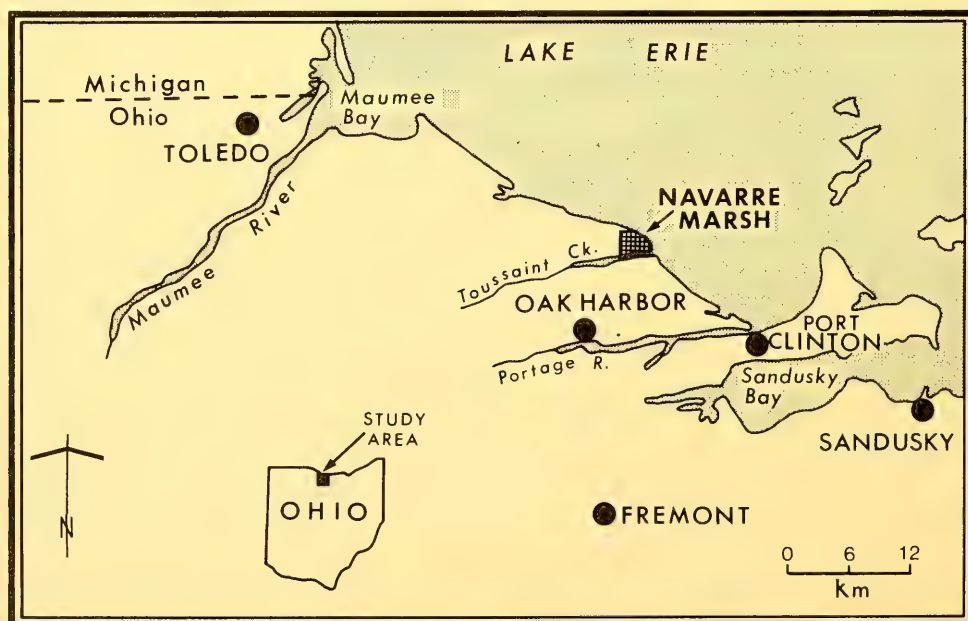 LAKE ERIE
Michigan
Ohio
Maumee
Bay
TOLEDO
Maumee River
NAVARRE
MARSH
Toussaint Ck.
OAK HARBOR
PORT
CLINTON
Portage R.
Sandusky
Bay
SANDUSKY
STUDY
AREA
OHIO
N
FREMONT
0 6 12
Km